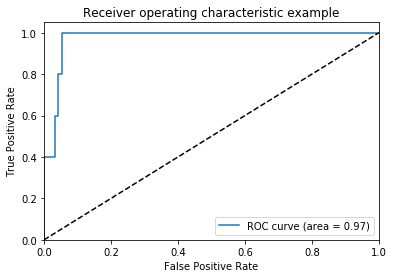 Receiver operating characteristic example
True Positive Rate
1.0
0.8
0.6
0.4
0.2
0.0
ROC curve (area = 0.97)
0.0 0.2 0.4 0.6 0.8 1.0
False Positive Rate